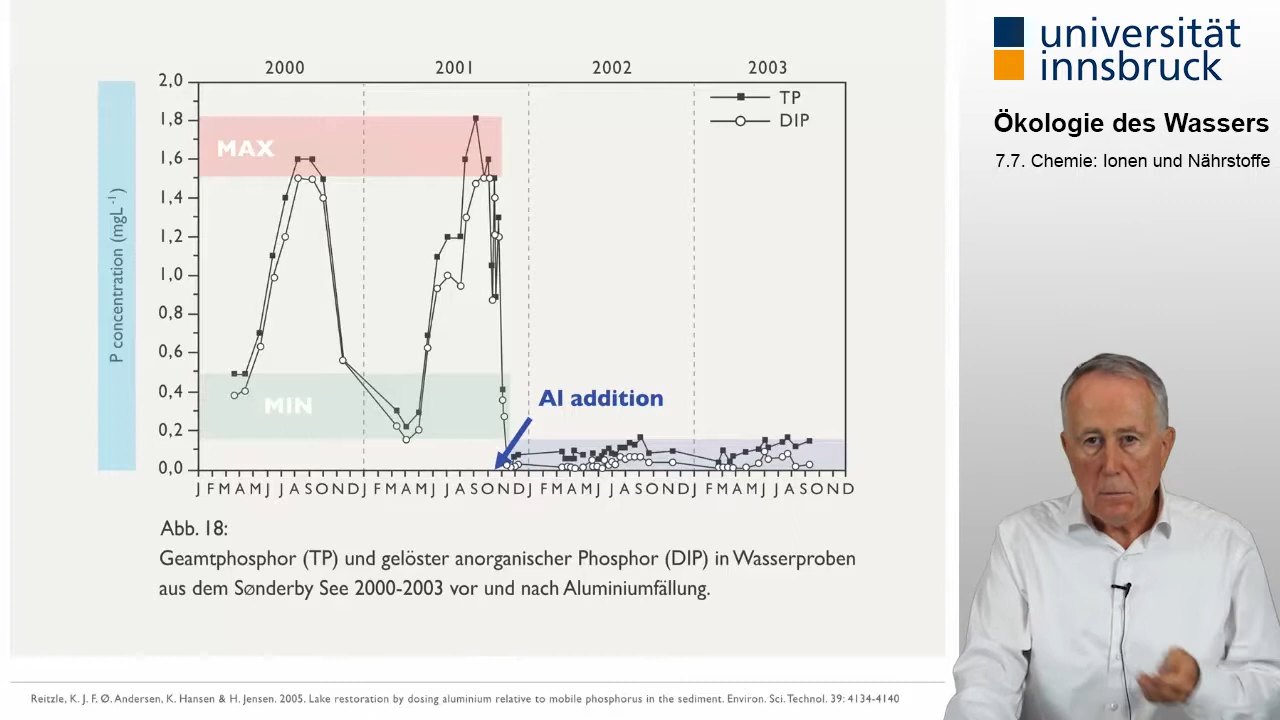 universität
innsbruck
Ökologie des Wassers
7.7. Chemie: Ionen und Nährstoffe
2000 2001 2002 2003
TP
DIP
P concentration (mgL⁻¹)
2,0
1,8
1,6
1,4
1,2
1,0
0,8
0,6
0,4
0,2
0,0
MAX
MIN
Al addition
J F M A M J J A S O N D J F M A M J J A S O N D J F M A M J J A S O N D J F M A M J J A S O N D
Abb. 18:
Geamtphosphor (TP) und gelöster anorganischer Phosphor (DIP) in Wasserproben
aus dem Sønderby See 2000-2003 vor und nach Aluminiumfällung.
Reitzle, K. J. F. Ø. Andersen, K. Hansen & H. Jensen. 2005. Lake restoration by dosing aluminium relative to mobile phosphorus in the sediment. Environ. Sci. Technol. 39: 4134-4140